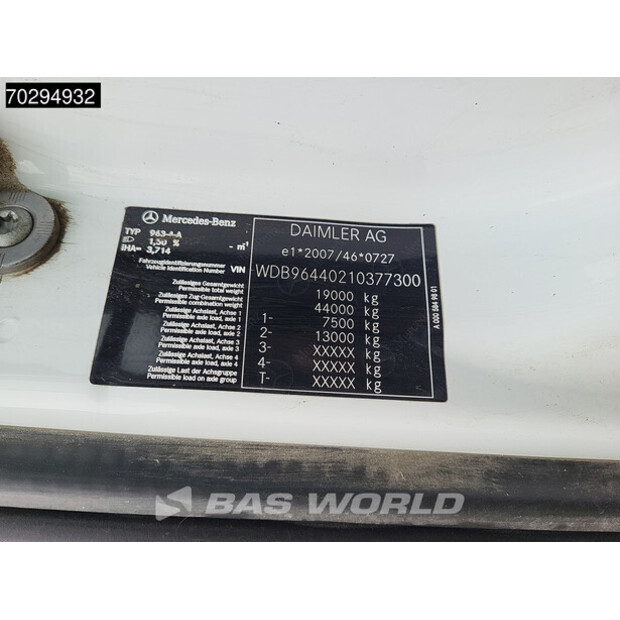 70294932
Mercedes-Benz
DAIMLER AG
TYP 963-4-A
1,50 % - m⁻¹
IHA= 3,714
e1*2007/46*0727
Fahrzeugidentifizierungsnummer
Vehicle Identification Number VIN
WDB96440210377300
Zulässiges Gesamtgewicht
Permissible total weight
19000 kg
Zulässiges Zug-Gesamtgewicht
Permissible combination weight
44000 kg
Zulässige Achslast, Achse 1
Permissible axle load, axle 1
1- 7500 kg
Zulässige Achslast, Achse 2
Permissible axle load, axle 2
2- 13000 kg
Zulässige Achslast, Achse 3
Permissible axle load, axle 3
3- XXXXX kg
Zulässige Achslast, Achse 4
Permissible axle load, axle 4
4- XXXXX kg
Zulässige Last der Achsgruppe
Permissible load on axle group
T- XXXXX kg
A 000 584 98 01
BAS WORLD